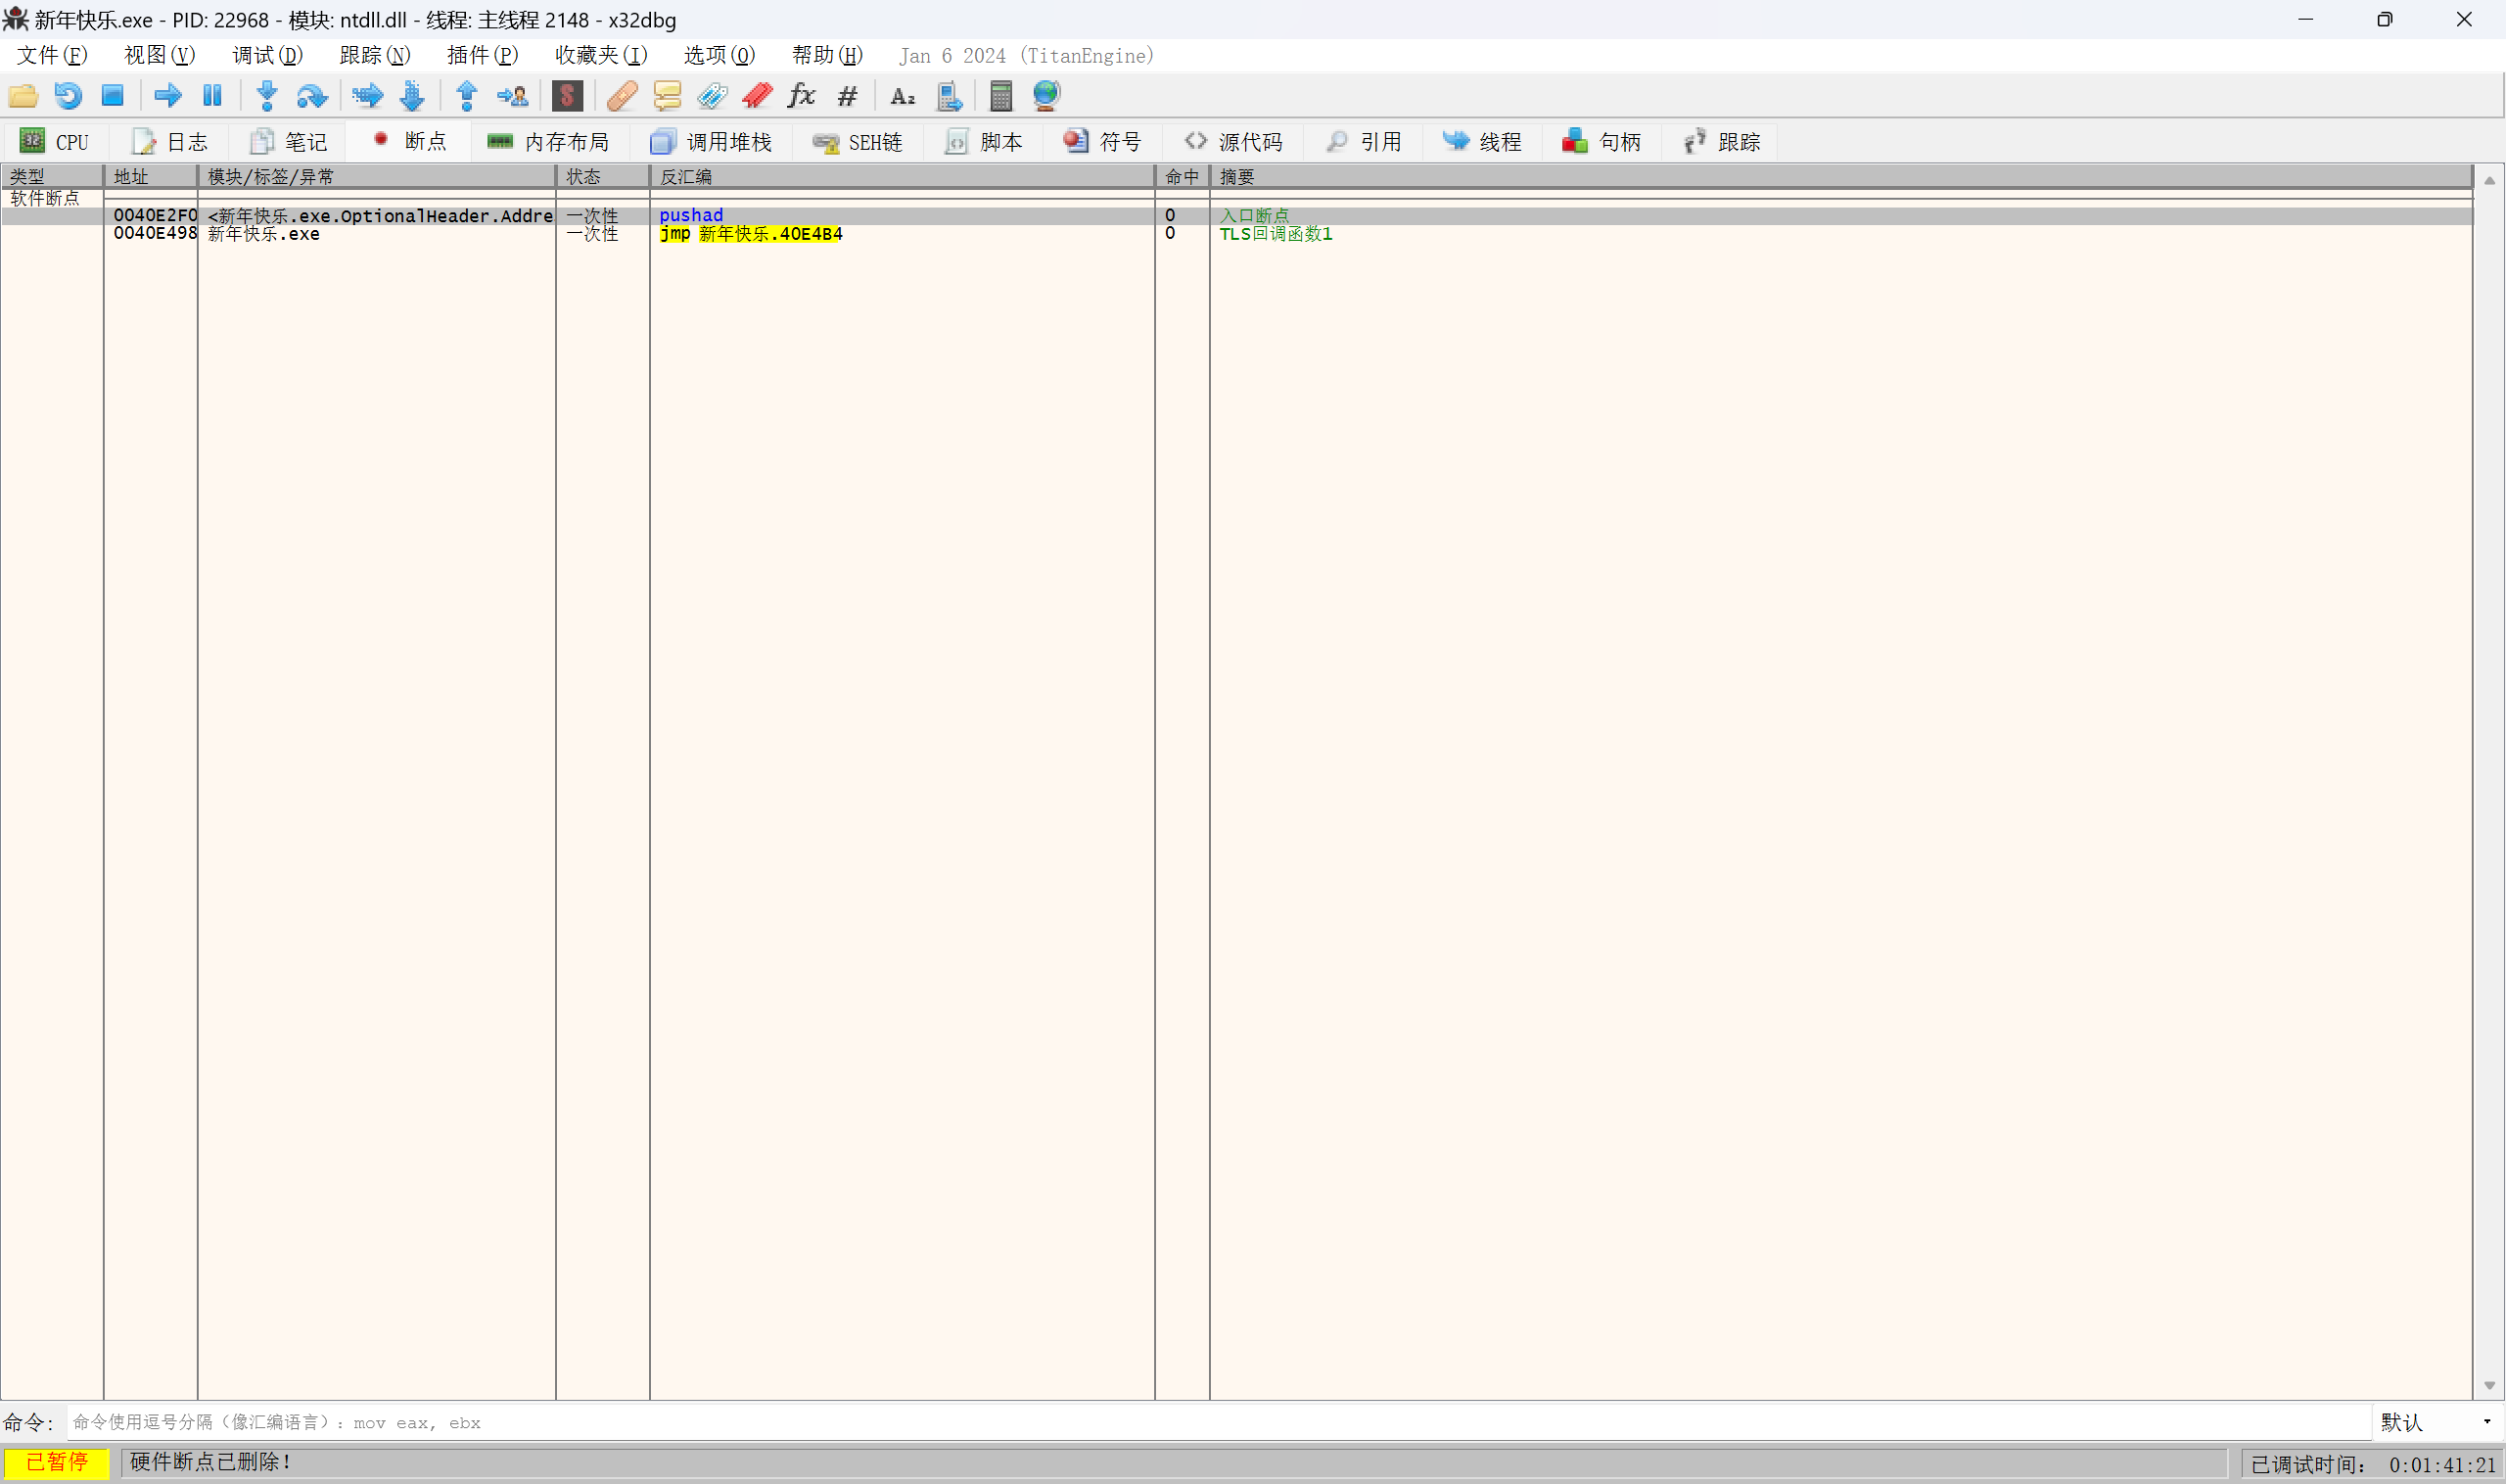 新年快乐.exe - PID: 22968 - 模块: ntdll.dll - 线程: 主线程 2148 - x32dbg
文件(F) 视图(V) 调试(D) 跟踪(N) 插件(P) 收藏夹(I) 选项(O) 帮助(H) Jan 6 2024 (TitanEngine)
CPU 日志 笔记 断点 内存布局 调用堆栈 SEH链 脚本 符号 源代码 引用 线程 句柄 跟踪
类型 地址 模块/标签/异常 状态 反汇编 命中 摘要
软件断点
0040E2F0 <新年快乐.exe.OptionalHeader.Addre 一次性 pushad 0 入口断点
0040E498 新年快乐.exe 一次性 jmp 新年快乐.40E4B4 0 TLS回调函数1
命令: 命令使用逗号分隔（像汇编语言）: mov eax, ebx 默认
已暂停 硬件断点已删除! 已调试时间: 0:01:41:21